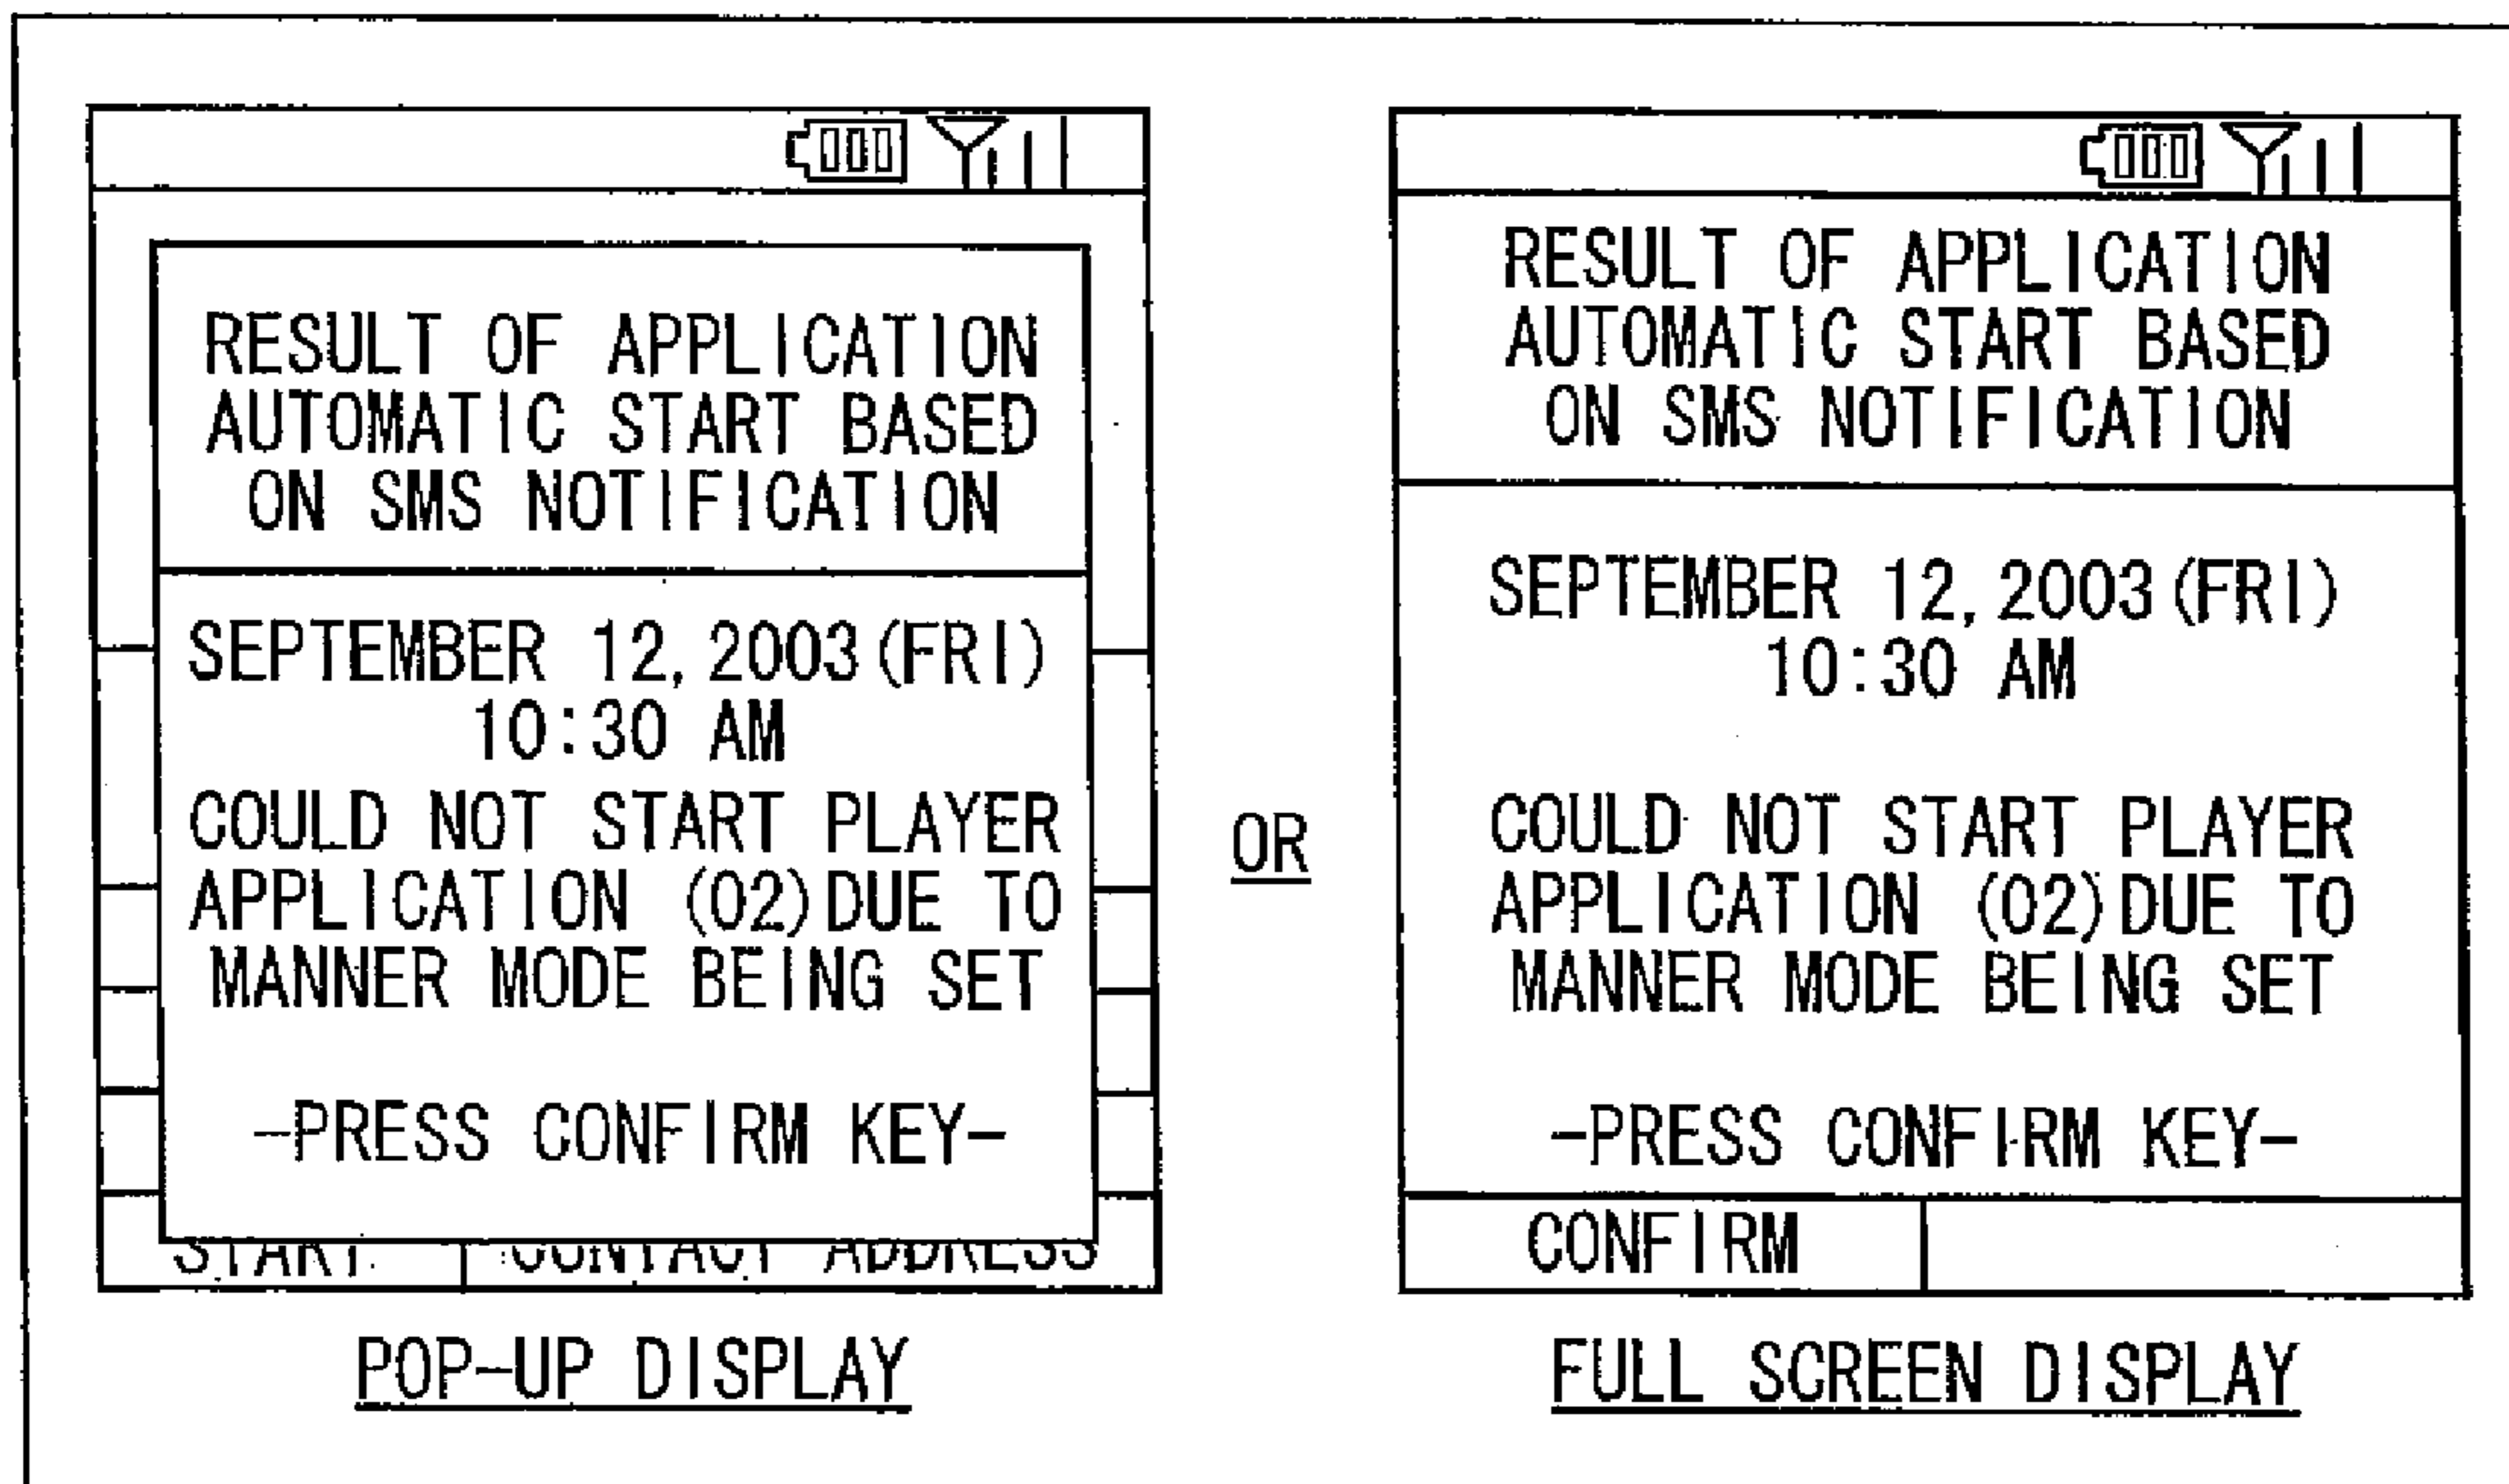 RESULT OF APPLICATION
AUTOMATIC START BASED
ON SMS NOTIFICATION
SEPTEMBER 12,2003(FRI)
10:30 AM
COULD NOT START PLAYER
APPLICATION (02)DUE TO
MANNER MODE BEING SET
-PRESS CONFIRM KEY-
START CONTACT ADDRESS
POP-UP DISPLAY
OR
RESULT OF APPLICATION
AUTOMATIC START BASED
ON SMS NOTIFICATION
SEPTEMBER 12,2003(FRI)
10:30 AM
COULD NOT START PLAYER
APPLICATION (02)DUE TO
MANNER MODE BEING SET
-PRESS CONFIRM KEY-
CONFIRM
FULL SCREEN DISPLAY